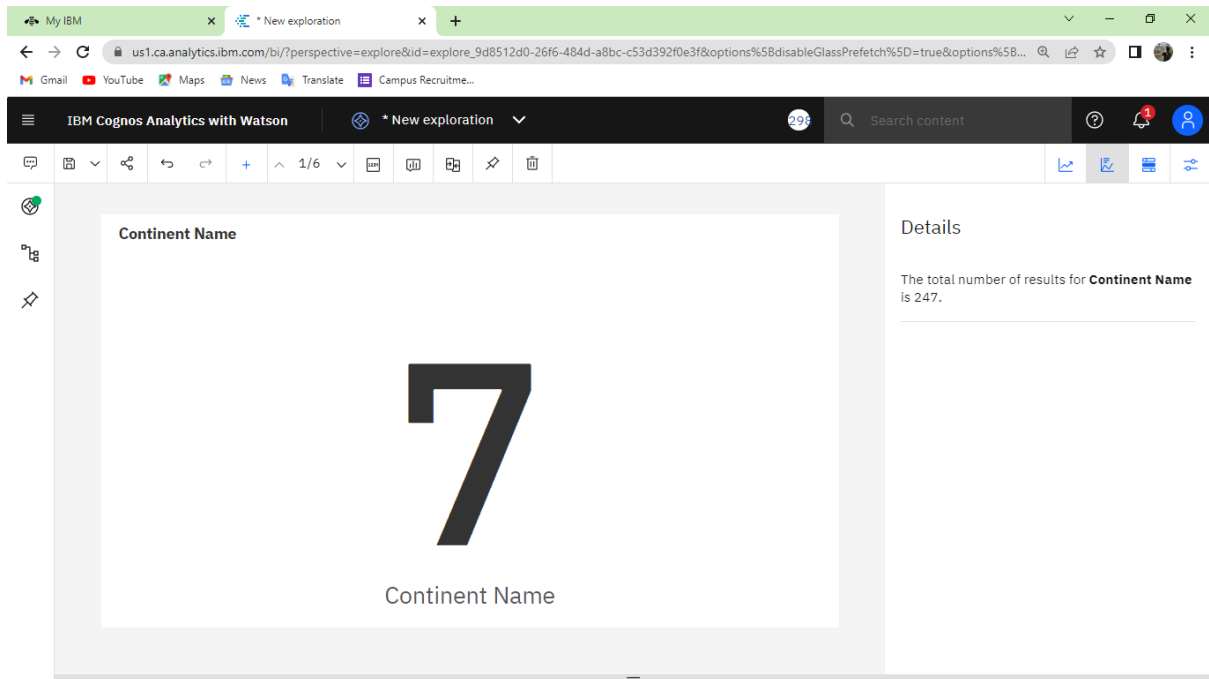 My IBM
* New exploration
us1.ca.analytics.ibm.com/bi/?perspective=explore&id=explore_9d8512d0-26f6-484d-a8bc-c53d392f0e3f&options%5BdisableGlassPrefetch%5D=true&options%5B...
Gmail YouTube Maps News Translate Campus Recruitme...
IBM Cognos Analytics with Watson * New exploration 298 Search content 1
1/6
Continent Name
7
Continent Name
Details
The total number of results for Continent Name
is 247.